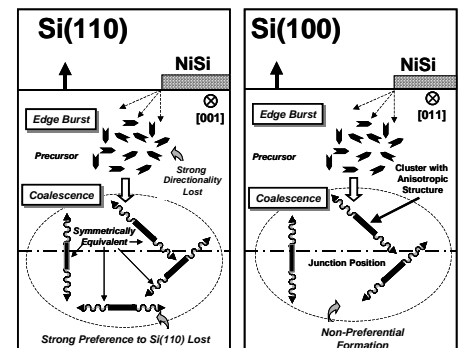 Si(110)
NiSi
[001]
Edge Burst
Precursor
Strong
Directionality
Lost
Coalescence
Symmetrically
Equivalent
Strong Preference to Si(110) Lost
Si(100)
NiSi
[011]
Edge Burst
Precursor
Cluster with
Anisotropic
Structure
Coalescence
Junction Position
Non-Preferential
Formation